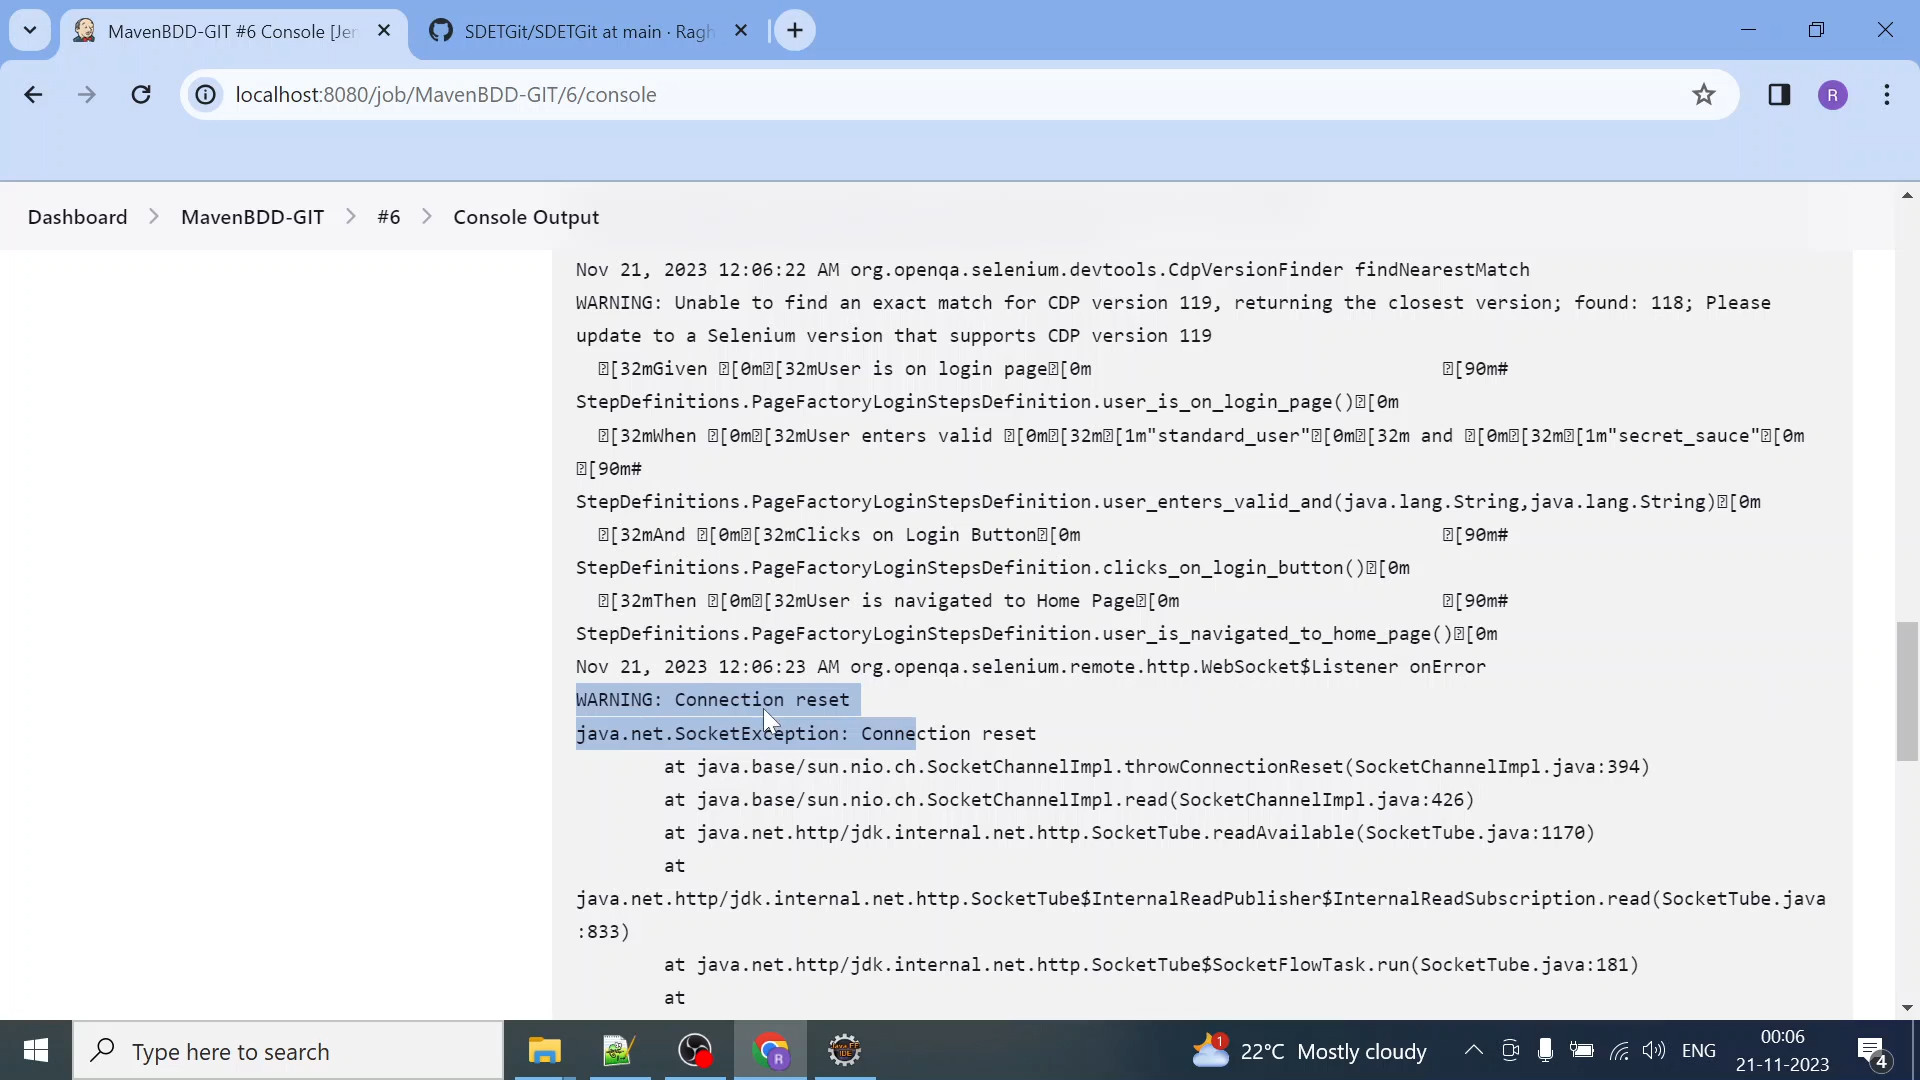 MavenBDD-GIT #6 Console [Jer
SDETGit/SDETGit at main · Ragh
localhost:8080/job/MavenBDD-GIT/6/console
R
Dashboard > MavenBDD-GIT > #6 > Console Output
Nov 21, 2023 12:06:22 AM org.openqa.selenium.devtools.CdpVersionFinder findNearestMatch
WARNING: Unable to find an exact match for CDP version 119, returning the closest version; found: 118; Please
update to a Selenium version that supports CDP version 119
[32mGiven [0m[32mUser is on login page[0m [90m#
StepDefinitions.PageFactoryLoginStepsDefinition.user_is_on_login_page()[0m
[32mWhen [0m[32mUser enters valid [0m[32m[1m"standard_user"[0m[32m and [0m[32m[1m"secret_sauce"[0m
[90m#
StepDefinitions.PageFactoryLoginStepsDefinition.user_enters_valid_and(java.lang.String,java.lang.String)[0m
[32mAnd [0m[32mClicks on Login Button[0m [90m#
StepDefinitions.PageFactoryLoginStepsDefinition.clicks_on_login_button()[0m
[32mThen [0m[32mUser is navigated to Home Page[0m [90m#
StepDefinitions.PageFactoryLoginStepsDefinition.user_is_navigated_to_home_page()[0m
Nov 21, 2023 12:06:23 AM org.openqa.selenium.remote.http.WebSocket$Listener onError
WARNING: Connection reset
java.net.SocketException: Connection reset
at java.base/sun.nio.ch.SocketChannelImpl.throwConnectionReset(SocketChannelImpl.java:394)
at java.base/sun.nio.ch.SocketChannelImpl.read(SocketChannelImpl.java:426)
at java.net.http/jdk.internal.net.http.SocketTube.readAvailable(SocketTube.java:1170)
at
java.net.http/jdk.internal.net.http.SocketTube$InternalReadPublisher$InternalReadSubscription.read(SocketTube.java
:833)
at java.net.http/jdk.internal.net.http.SocketTube$SocketFlowTask.run(SocketTube.java:181)
at
Type here to search
R
Java EE
IDE
1
22°C Mostly cloudy
ENG
00:06
21-11-2023
4